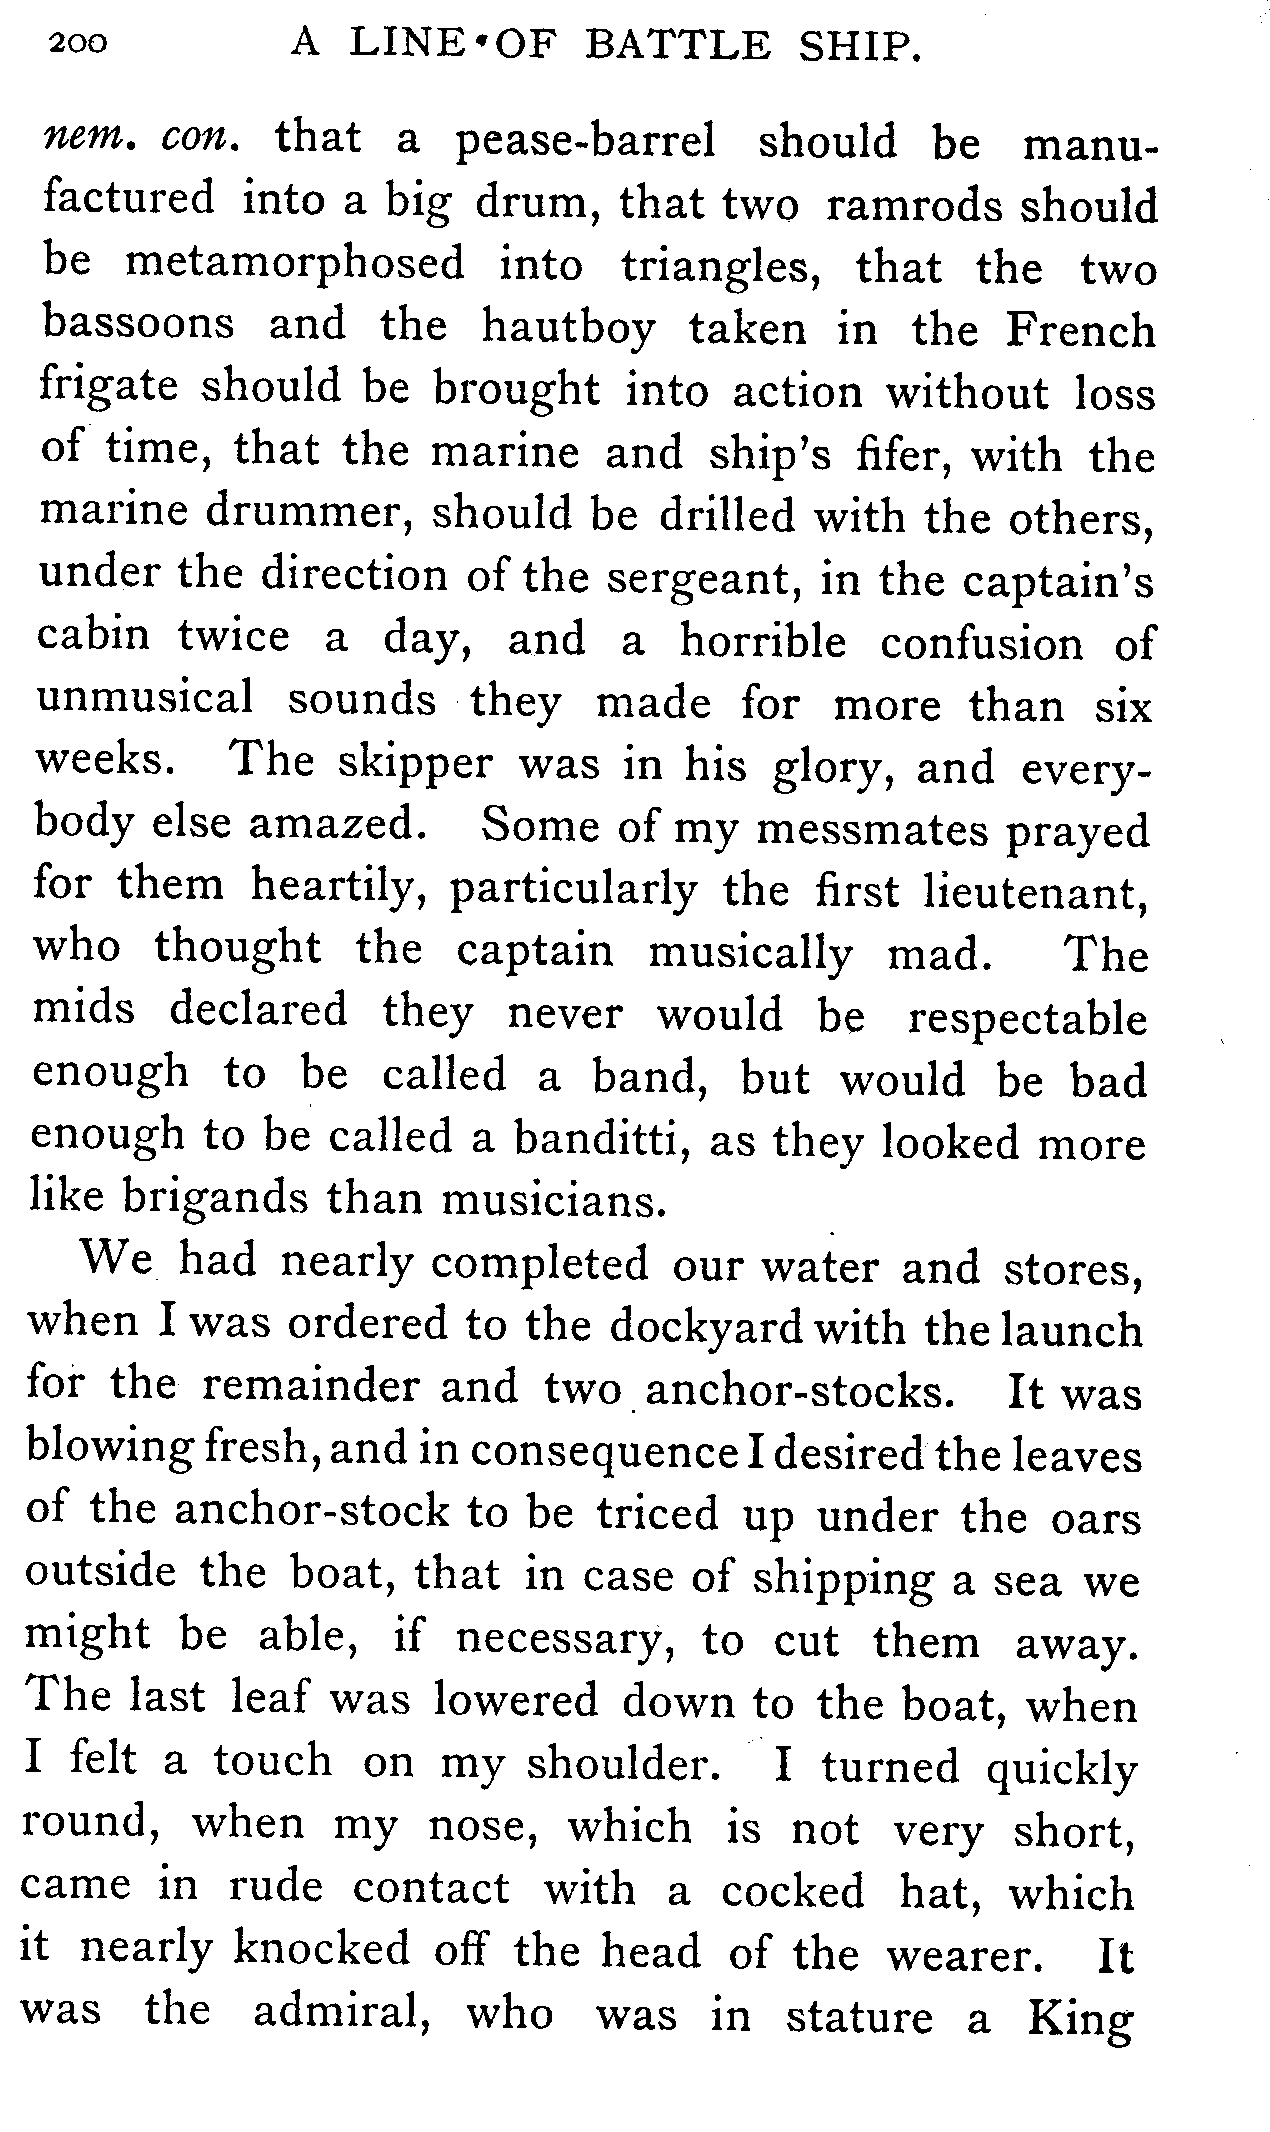 200 A LINE OF BATTLE SHIP.
nem. con. that a pease-barrel should be manu-
factured into a big drum, that two ramrods should
be metamorphosed into triangles, that the two
bassoons and the hautboy taken in the French
frigate should be brought into action without loss
of time, that the marine and ship's fifer, with the
marine drummer, should be drilled with the others,
under the direction of the sergeant, in the captain's
cabin twice a day, and a horrible confusion of
unmusical sounds they made for more than six
weeks. The skipper was in his glory, and every-
body else amazed. Some of my messmates prayed
for them heartily, particularly the first lieutenant,
who thought the captain musically mad. The
mids declared they never would be respectable
enough to be called a band, but would be bad
enough to be called a banditti, as they looked more
like brigands than musicians.
We had nearly completed our water and stores,
when I was ordered to the dockyard with the launch
for the remainder and two anchor-stocks. It was
blowing fresh, and in consequence I desired the leaves
of the anchor-stock to be triced up under the oars
outside the boat, that in case of shipping a sea we
might be able, if necessary, to cut them away.
The last leaf was lowered down to the boat, when
I felt a touch on my shoulder. I turned quickly
round, when my nose, which is not very short,
came in rude contact with a cocked hat, which
it nearly knocked off the head of the wearer. It
was the admiral, who was in stature a King